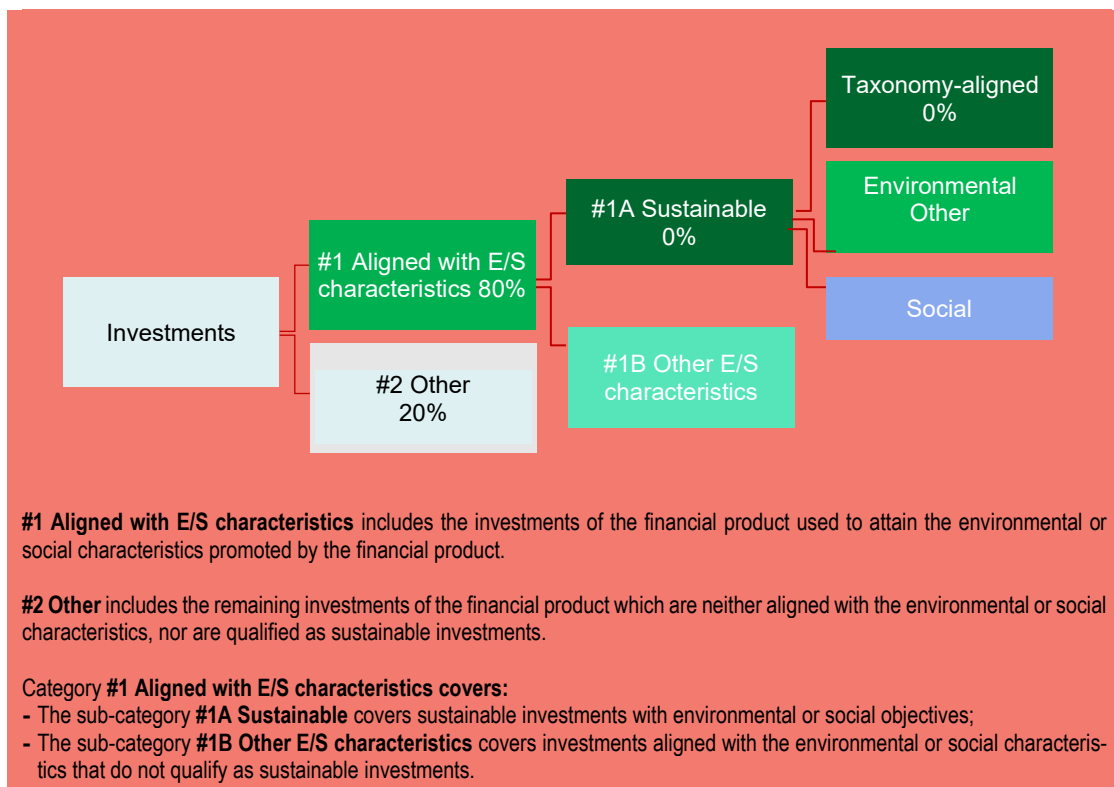 Taxonomy-aligned
0%
Environmental
Other
#1A Sustainable
0%
#1 Aligned with E/S
characteristics 80%
Social
Investments
#1B Other E/S
characteristics
#2 Other
20%
#1 Aligned with E/S characteristics includes the investments of the financial product used to attain the environmental or
social characteristics promoted by the financial product.
#2 Other includes the remaining investments of the financial product which are neither aligned with the environmental or social
characteristics, nor are qualified as sustainable investments.
Category #1 Aligned with E/S characteristics covers:
- The sub-category #1A Sustainable covers sustainable investments with environmental or social objectives;
- The sub-category #1B Other E/S characteristics covers investments aligned with the environmental or social characteris-
tics that do not qualify as sustainable investments.